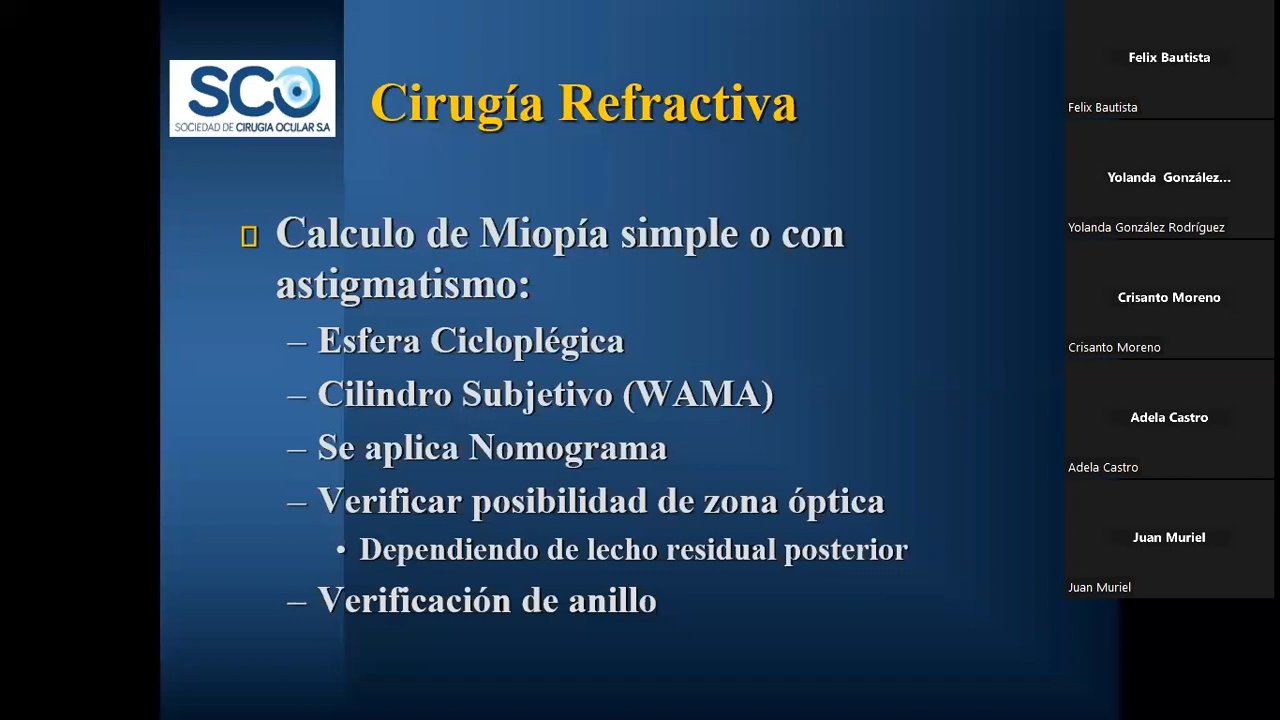 SCO
SOCIEDAD DE CIRUGIA OCULAR S.A
Cirugía Refractiva
Calculo de Miopía simple o con
astigmatismo:
– Esfera Cicloplégica
– Cilindro Subjetivo (WAMA)
– Se aplica Nomograma
– Verificar posibilidad de zona óptica
• Dependiendo de lecho residual posterior
– Verificación de anillo
Felix Bautista
Felix Bautista
Yolanda González...
Yolanda González Rodríguez
Crisanto Moreno
Crisanto Moreno
Adela Castro
Adela Castro
Juan Muriel
Juan Muriel